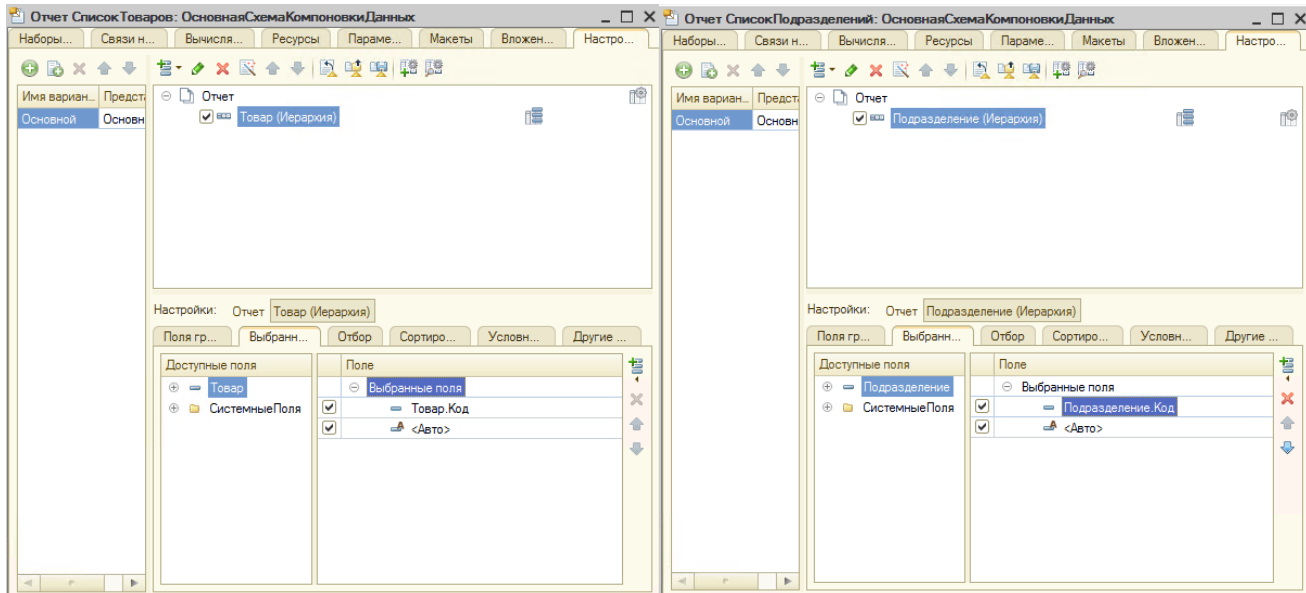 Отчет СписокТоваров: ОсновнаяСхемаКомпоновкиДанных
Наборы... Связи н... Вычисля... Ресурсы Параме... Макеты Вложен... Настро...
Имя вариан... Предста
Основной Основн
Отчет
Товар (Иерархия)
Настройки: Отчет Товар (Иерархия)
Поля гр... Выбранн... Отбор Сортиро... Условн... Другие ...
Доступные поля
Товар
СистемныеПоля
Поле
Выбранные поля
Товар.Код
<Авто>
Отчет СписокПодразделений: ОсновнаяСхемаКомпоновкиДанных
Наборы... Связи н... Вычисля... Ресурсы Параме... Макеты Вложен... Настро...
Имя вариан... Предста
Основной Основн
Отчет
Подразделение (Иерархия)
Настройки: Отчет Подразделение (Иерархия)
Поля гр... Выбранн... Отбор Сортиро... Условн... Другие ...
Доступные поля
Подразделение
СистемныеПоля
Поле
Выбранные поля
Подразделение.Код
<Авто>